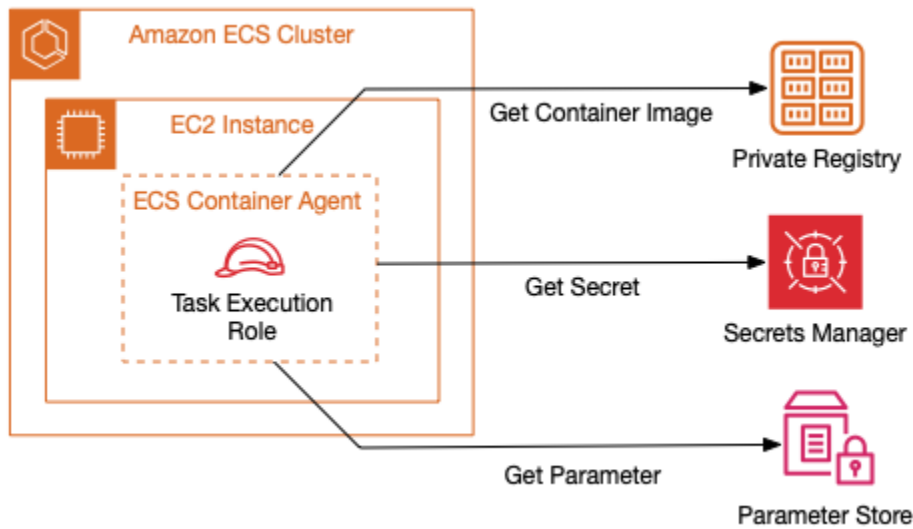 Amazon ECS Cluster
EC2 Instance
ECS Container Agent
Task Execution
Role
Get Container Image
Private Registry
Get Secret
Secrets Manager
Get Parameter
Parameter Store